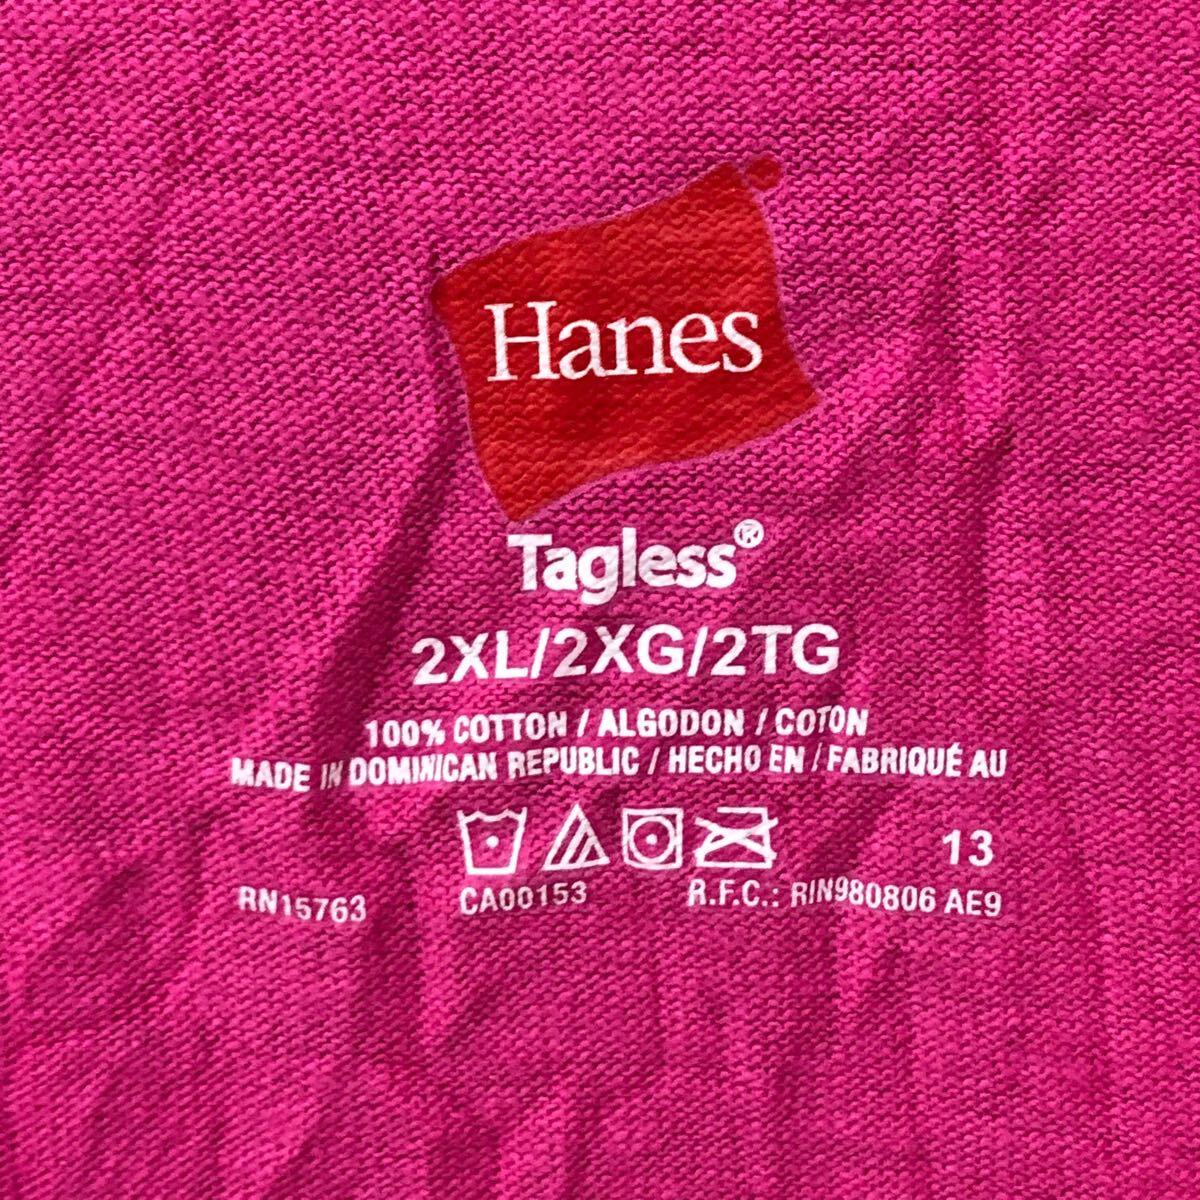 Hanes
Tagless®
2XL/2XG/2TG
100% COTTON / ALGODON / COTON
MADE IN DOMINICAN REPUBLIC / HECHO EN / FABRIQUÉ AU
13
RN15763 CA00153 R.F.C.: RIN980806 AE9